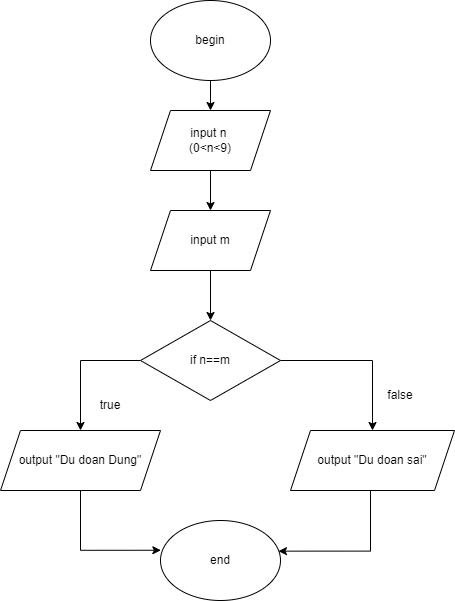 begin
input n
(0<n<9)
input m
if n==m
true
false
output "Du doan Dung"
output "Du doan sai"
end